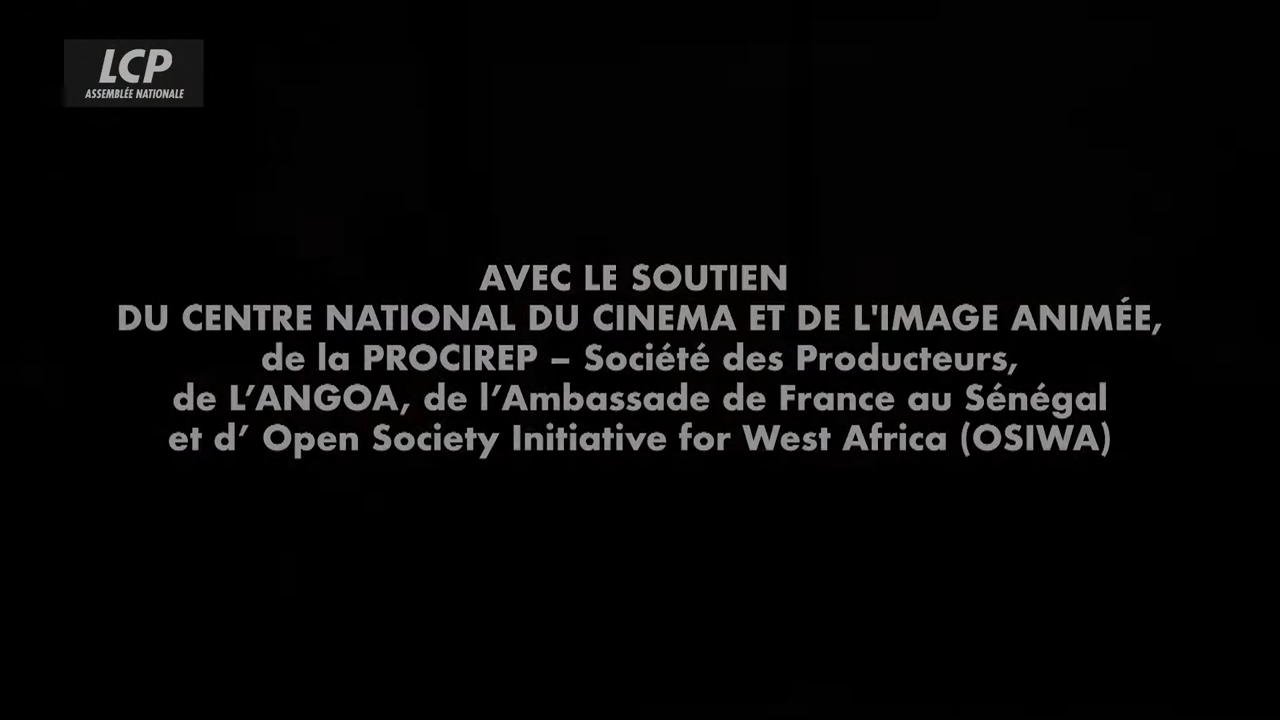 LCP
ASSEMBLÉE NATIONALE
AVEC LE SOUTIEN
DU CENTRE NATIONAL DU CINEMA ET DE L'IMAGE ANIMÉE,
de la PROCIREP – Société des Producteurs,
de L’ANGOA, de l’Ambassade de France au Sénégal
et d’ Open Society Initiative for West Africa (OSIWA)